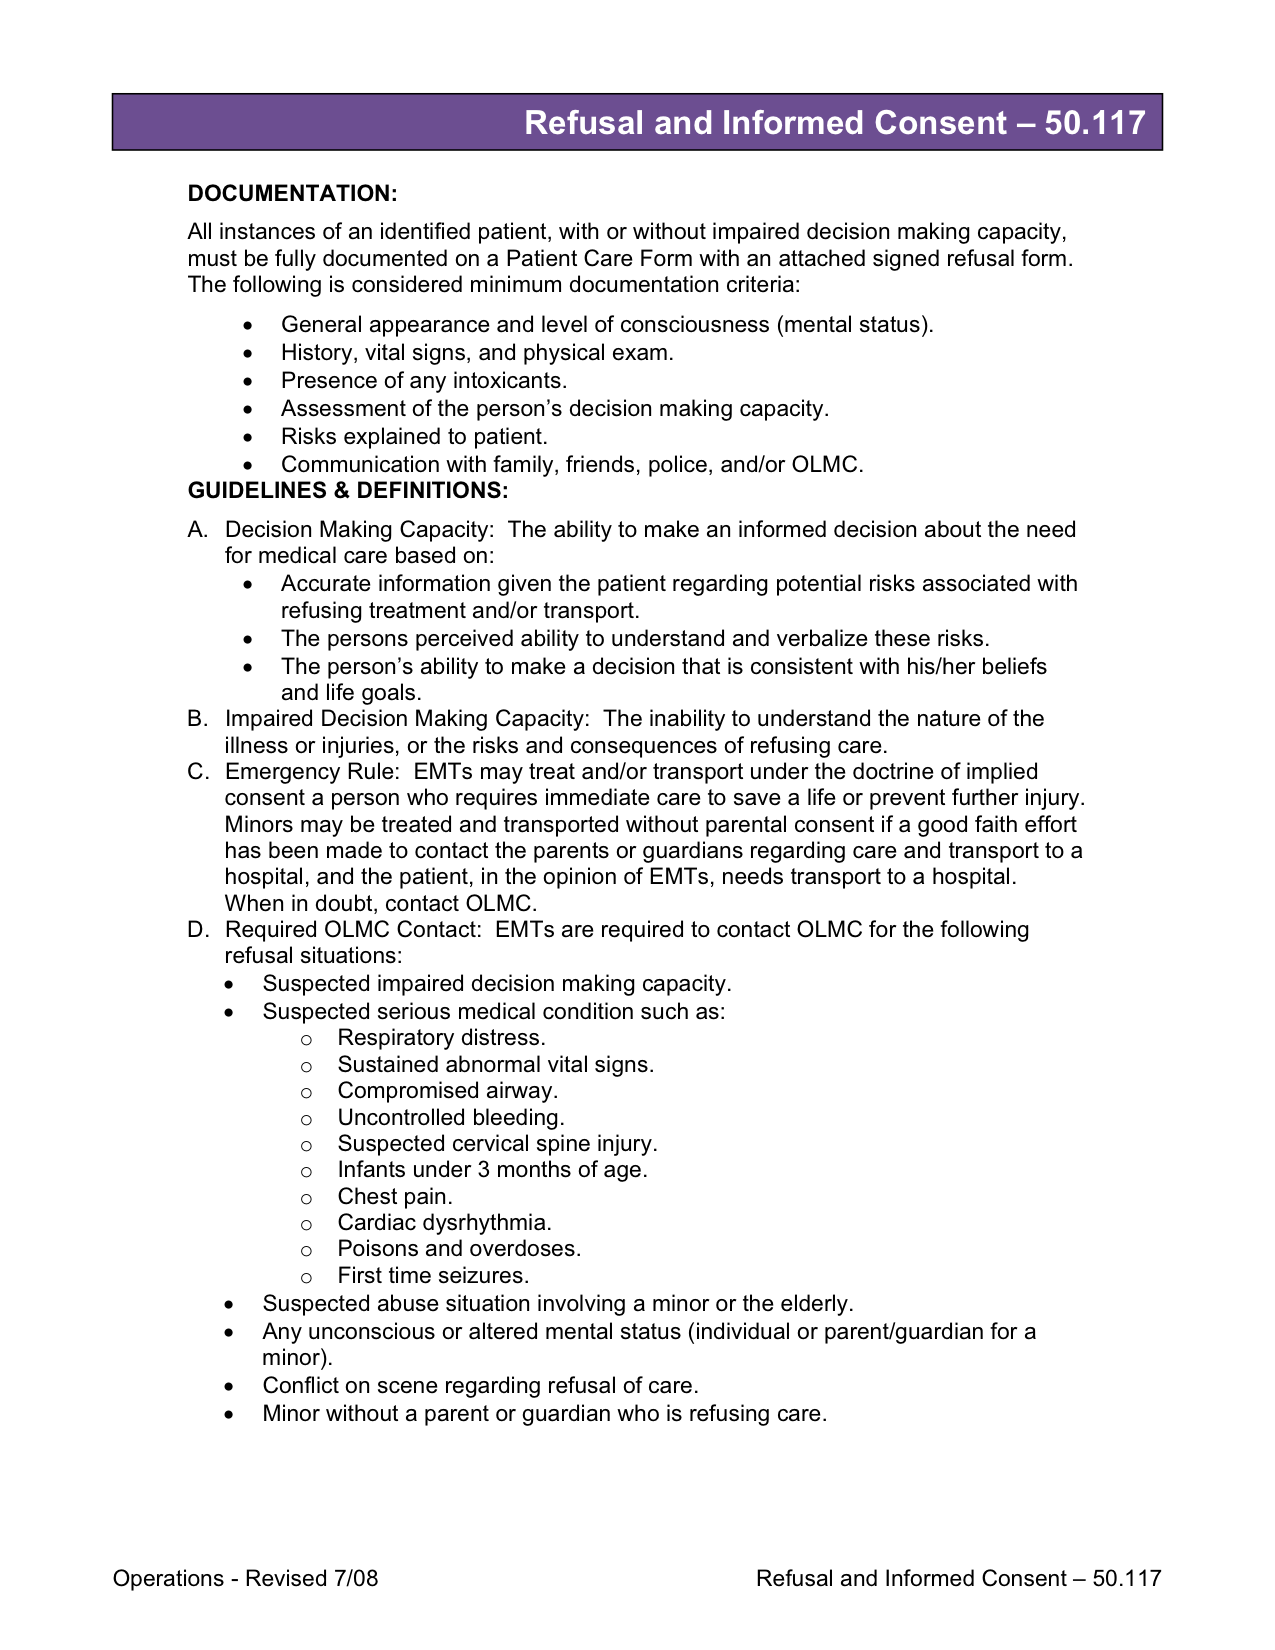 Refusal and Informed Consent – 50.117
DOCUMENTATION:
All instances of an identified patient, with or without impaired decision making capacity,
must be fully documented on a Patient Care Form with an attached signed refusal form.
The following is considered minimum documentation criteria:
• General appearance and level of consciousness (mental status).
• History, vital signs, and physical exam.
• Presence of any intoxicants.
• Assessment of the person’s decision making capacity.
• Risks explained to patient.
• Communication with family, friends, police, and/or OLMC.
GUIDELINES & DEFINITIONS:
A. Decision Making Capacity: The ability to make an informed decision about the need
for medical care based on:
• Accurate information given the patient regarding potential risks associated with
refusing treatment and/or transport.
• The persons perceived ability to understand and verbalize these risks.
• The person’s ability to make a decision that is consistent with his/her beliefs
and life goals.
B. Impaired Decision Making Capacity: The inability to understand the nature of the
illness or injuries, or the risks and consequences of refusing care.
C. Emergency Rule: EMTs may treat and/or transport under the doctrine of implied
consent a person who requires immediate care to save a life or prevent further injury.
Minors may be treated and transported without parental consent if a good faith effort
has been made to contact the parents or guardians regarding care and transport to a
hospital, and the patient, in the opinion of EMTs, needs transport to a hospital.
When in doubt, contact OLMC.
D. Required OLMC Contact: EMTs are required to contact OLMC for the following
refusal situations:
• Suspected impaired decision making capacity.
• Suspected serious medical condition such as:
o Respiratory distress.
o Sustained abnormal vital signs.
o Compromised airway.
o Uncontrolled bleeding.
o Suspected cervical spine injury.
o Infants under 3 months of age.
o Chest pain.
o Cardiac dysrhythmia.
o Poisons and overdoses.
o First time seizures.
• Suspected abuse situation involving a minor or the elderly.
• Any unconscious or altered mental status (individual or parent/guardian for a
minor).
• Conflict on scene regarding refusal of care.
• Minor without a parent or guardian who is refusing care.
Operations - Revised 7/08 Refusal and Informed Consent – 50.117